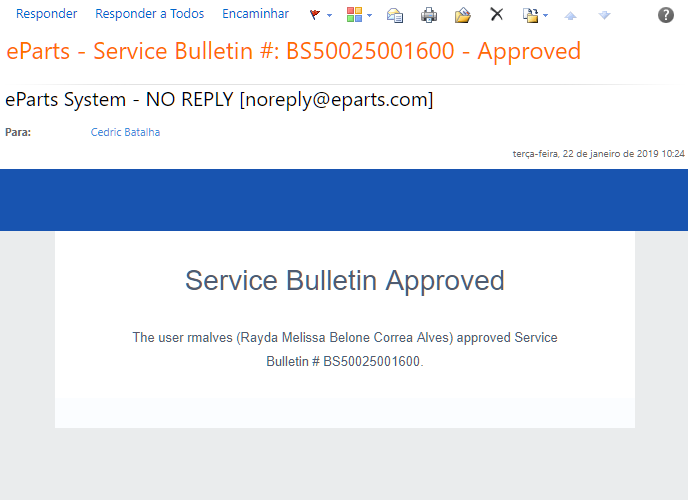 Responder Responder a Todos Encaminhar
eParts - Service Bulletin #: BS50025001600 - Approved
eParts System - NO REPLY [noreply@eparts.com]
Para: Cedric Batalha
terça-feira, 22 de janeiro de 2019 10:24
Service Bulletin Approved
The user rmalves (Rayda Melissa Belone Correa Alves) approved Service
Bulletin # BS50025001600.